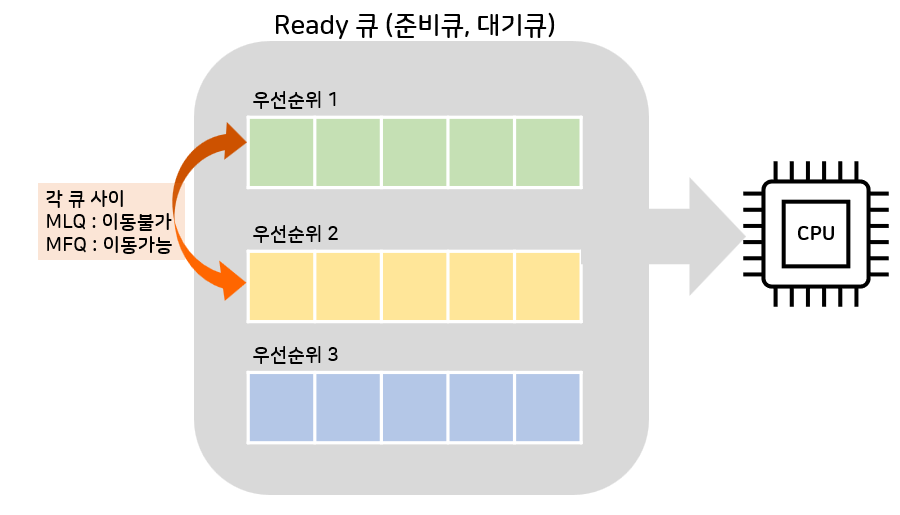 Ready 큐 (준비큐, 대기큐)
우선순위 1
각 큐 사이
MLQ : 이동불가
MFQ : 이동가능
우선순위 2
CPU
우선순위 3